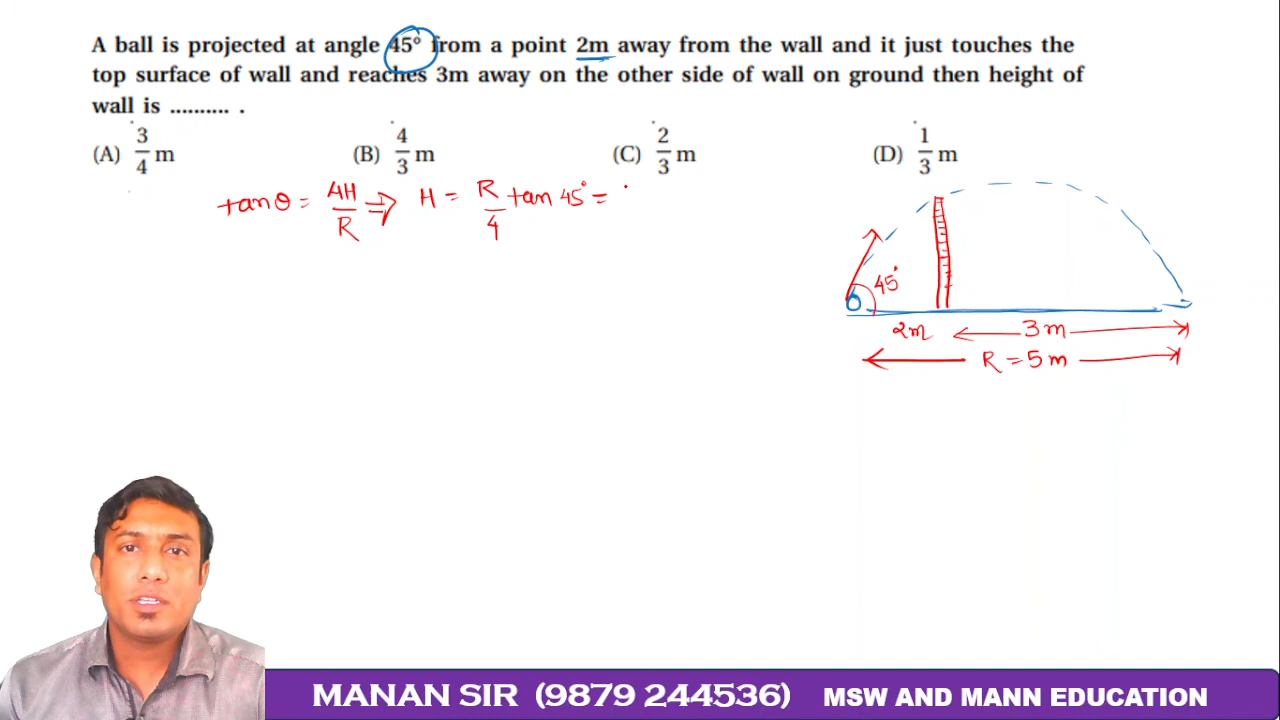 A ball is projected at angle 45° from a point 2m away from the wall and it just touches the
top surface of wall and reaches 3m away on the other side of wall on ground then height of
wall is .......... .
(A) 3/4 m (B) 4/3 m (C) 2/3 m (D) 1/3 m
tanθ = 4H/R ⇒ H = R/4 tan 45° =
45°
2m 3m
R = 5m
MANAN SIR (9879 244536) MSW AND MANN EDUCATION